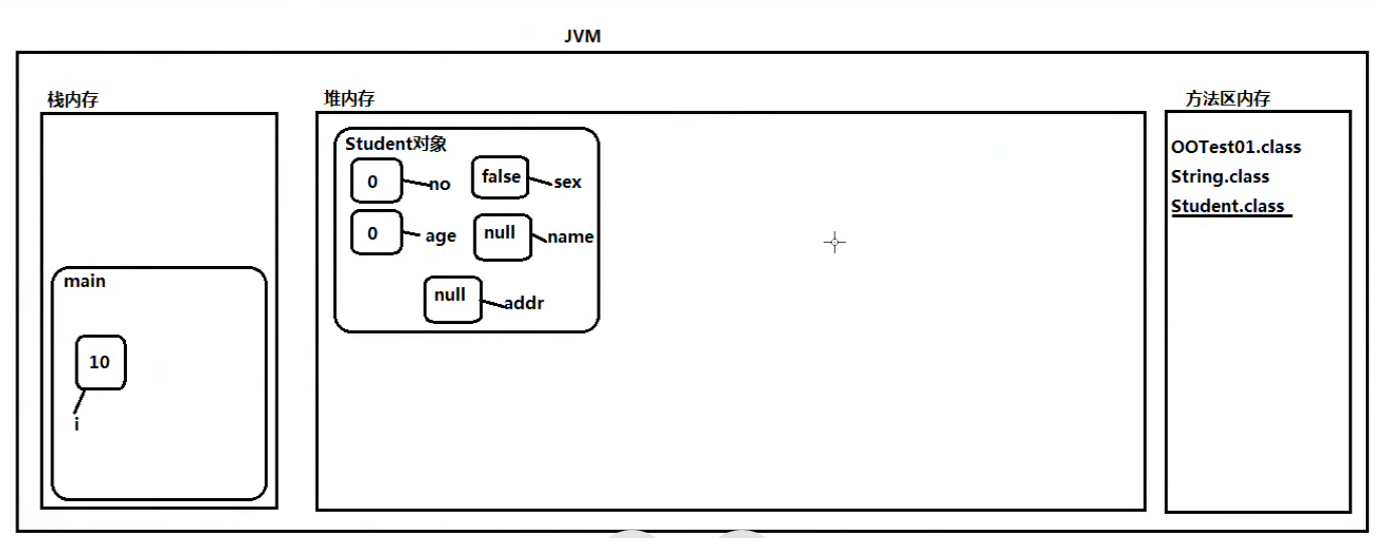 JVM
栈内存
堆内存
方法区内存
Student对象
0
no
false
sex
0
age
null
name
null
addr
main
10
i
OOTest01.class
String.class
Student.class